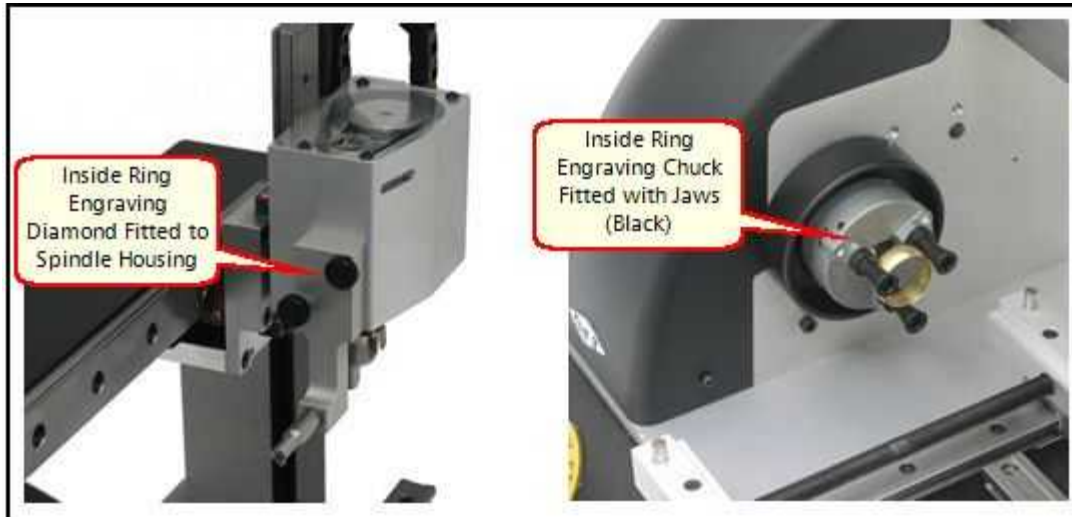 Inside Ring
Engraving
Diamond Fitted to
Spindle Housing
Inside Ring
Engraving Chuck
Fitted with Jaws
(Black)